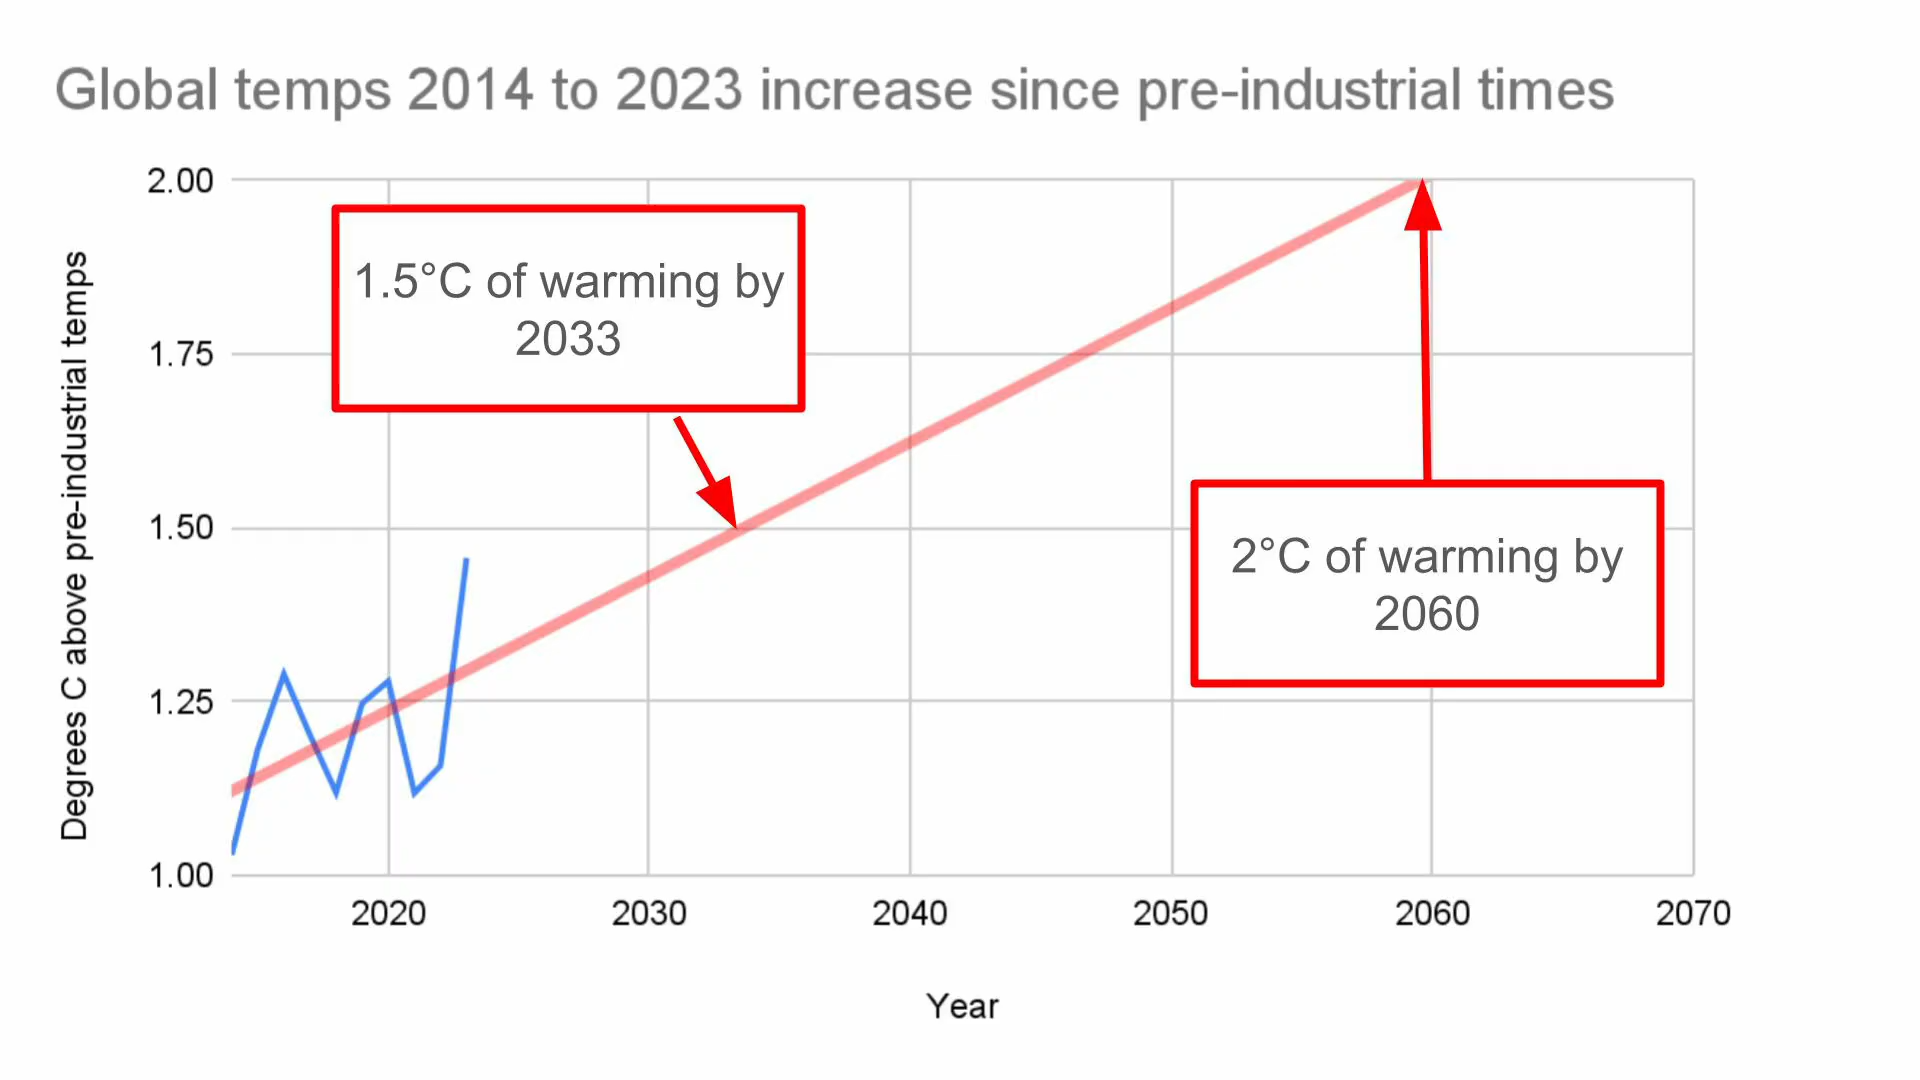 Global temps 2014 to 2023 increase since pre-industrial times
Degrees C above pre-industrial temps
2.00
1.75
1.50
1.25
1.00
1.5°C of warming by
2033
2°C of warming by
2060
2020
2030
2040
2050
2060
2070
Year